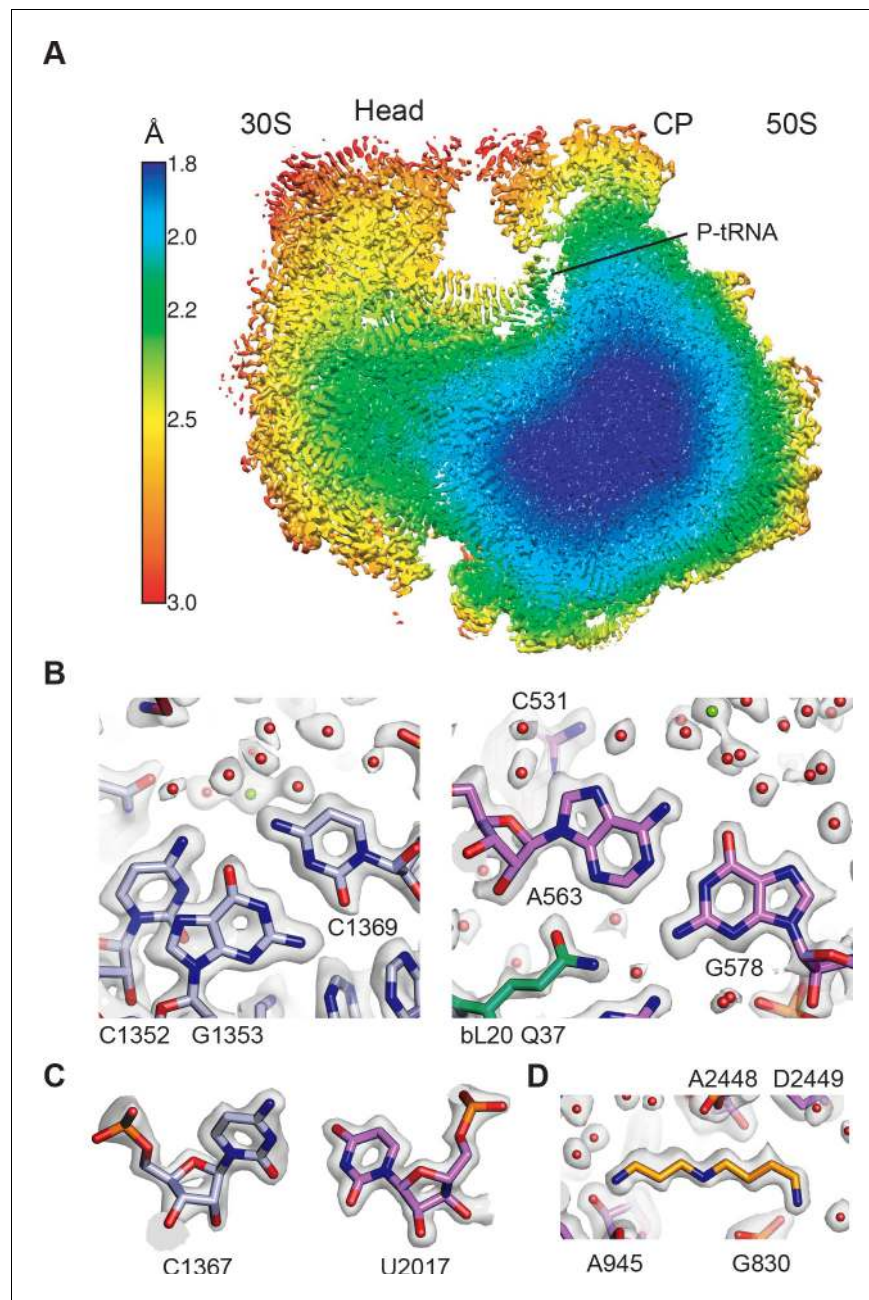 A
30S
Head
CP
50S
Å
1.8
2.0
2.2
2.5
3.0
P-tRNA
B
C531
C1369
A563
G578
C1352 G1353
bL20 Q37
C
D
A2448 D2449
C1367
U2017
A945
G830